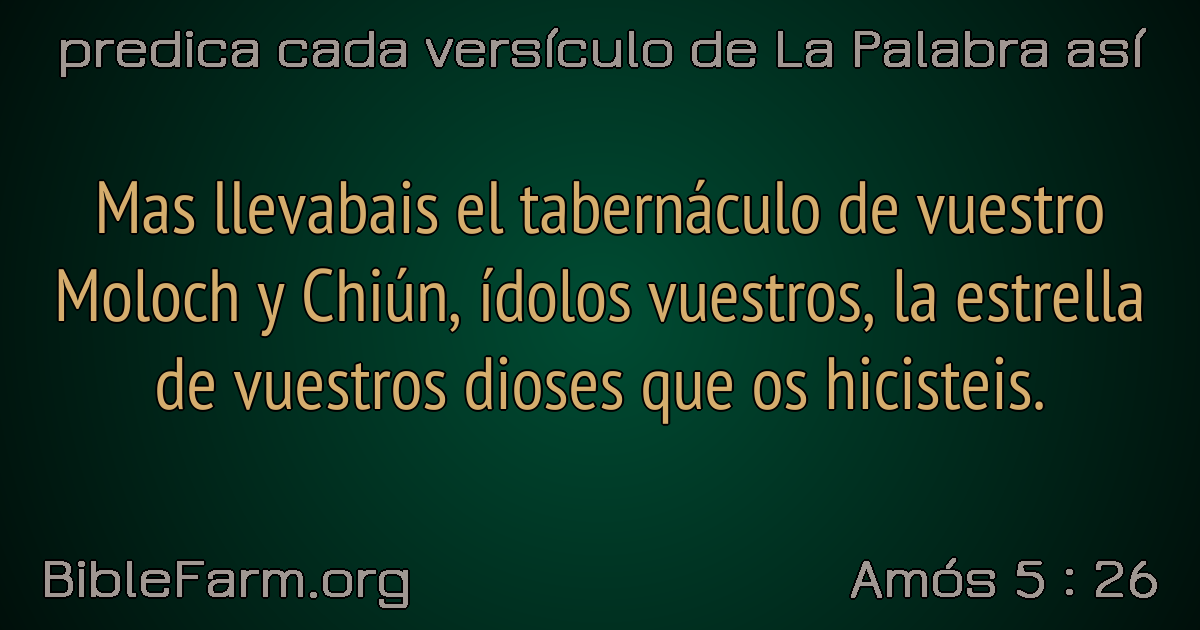 predica cada versículo de La Palabra así
Mas llevabais el tabernáculo de vuestro
Moloch y Chiún, ídolos vuestros, la estrella
de vuestros dioses que os hicisteis.
BibleFarm.org
Amós 5 : 26